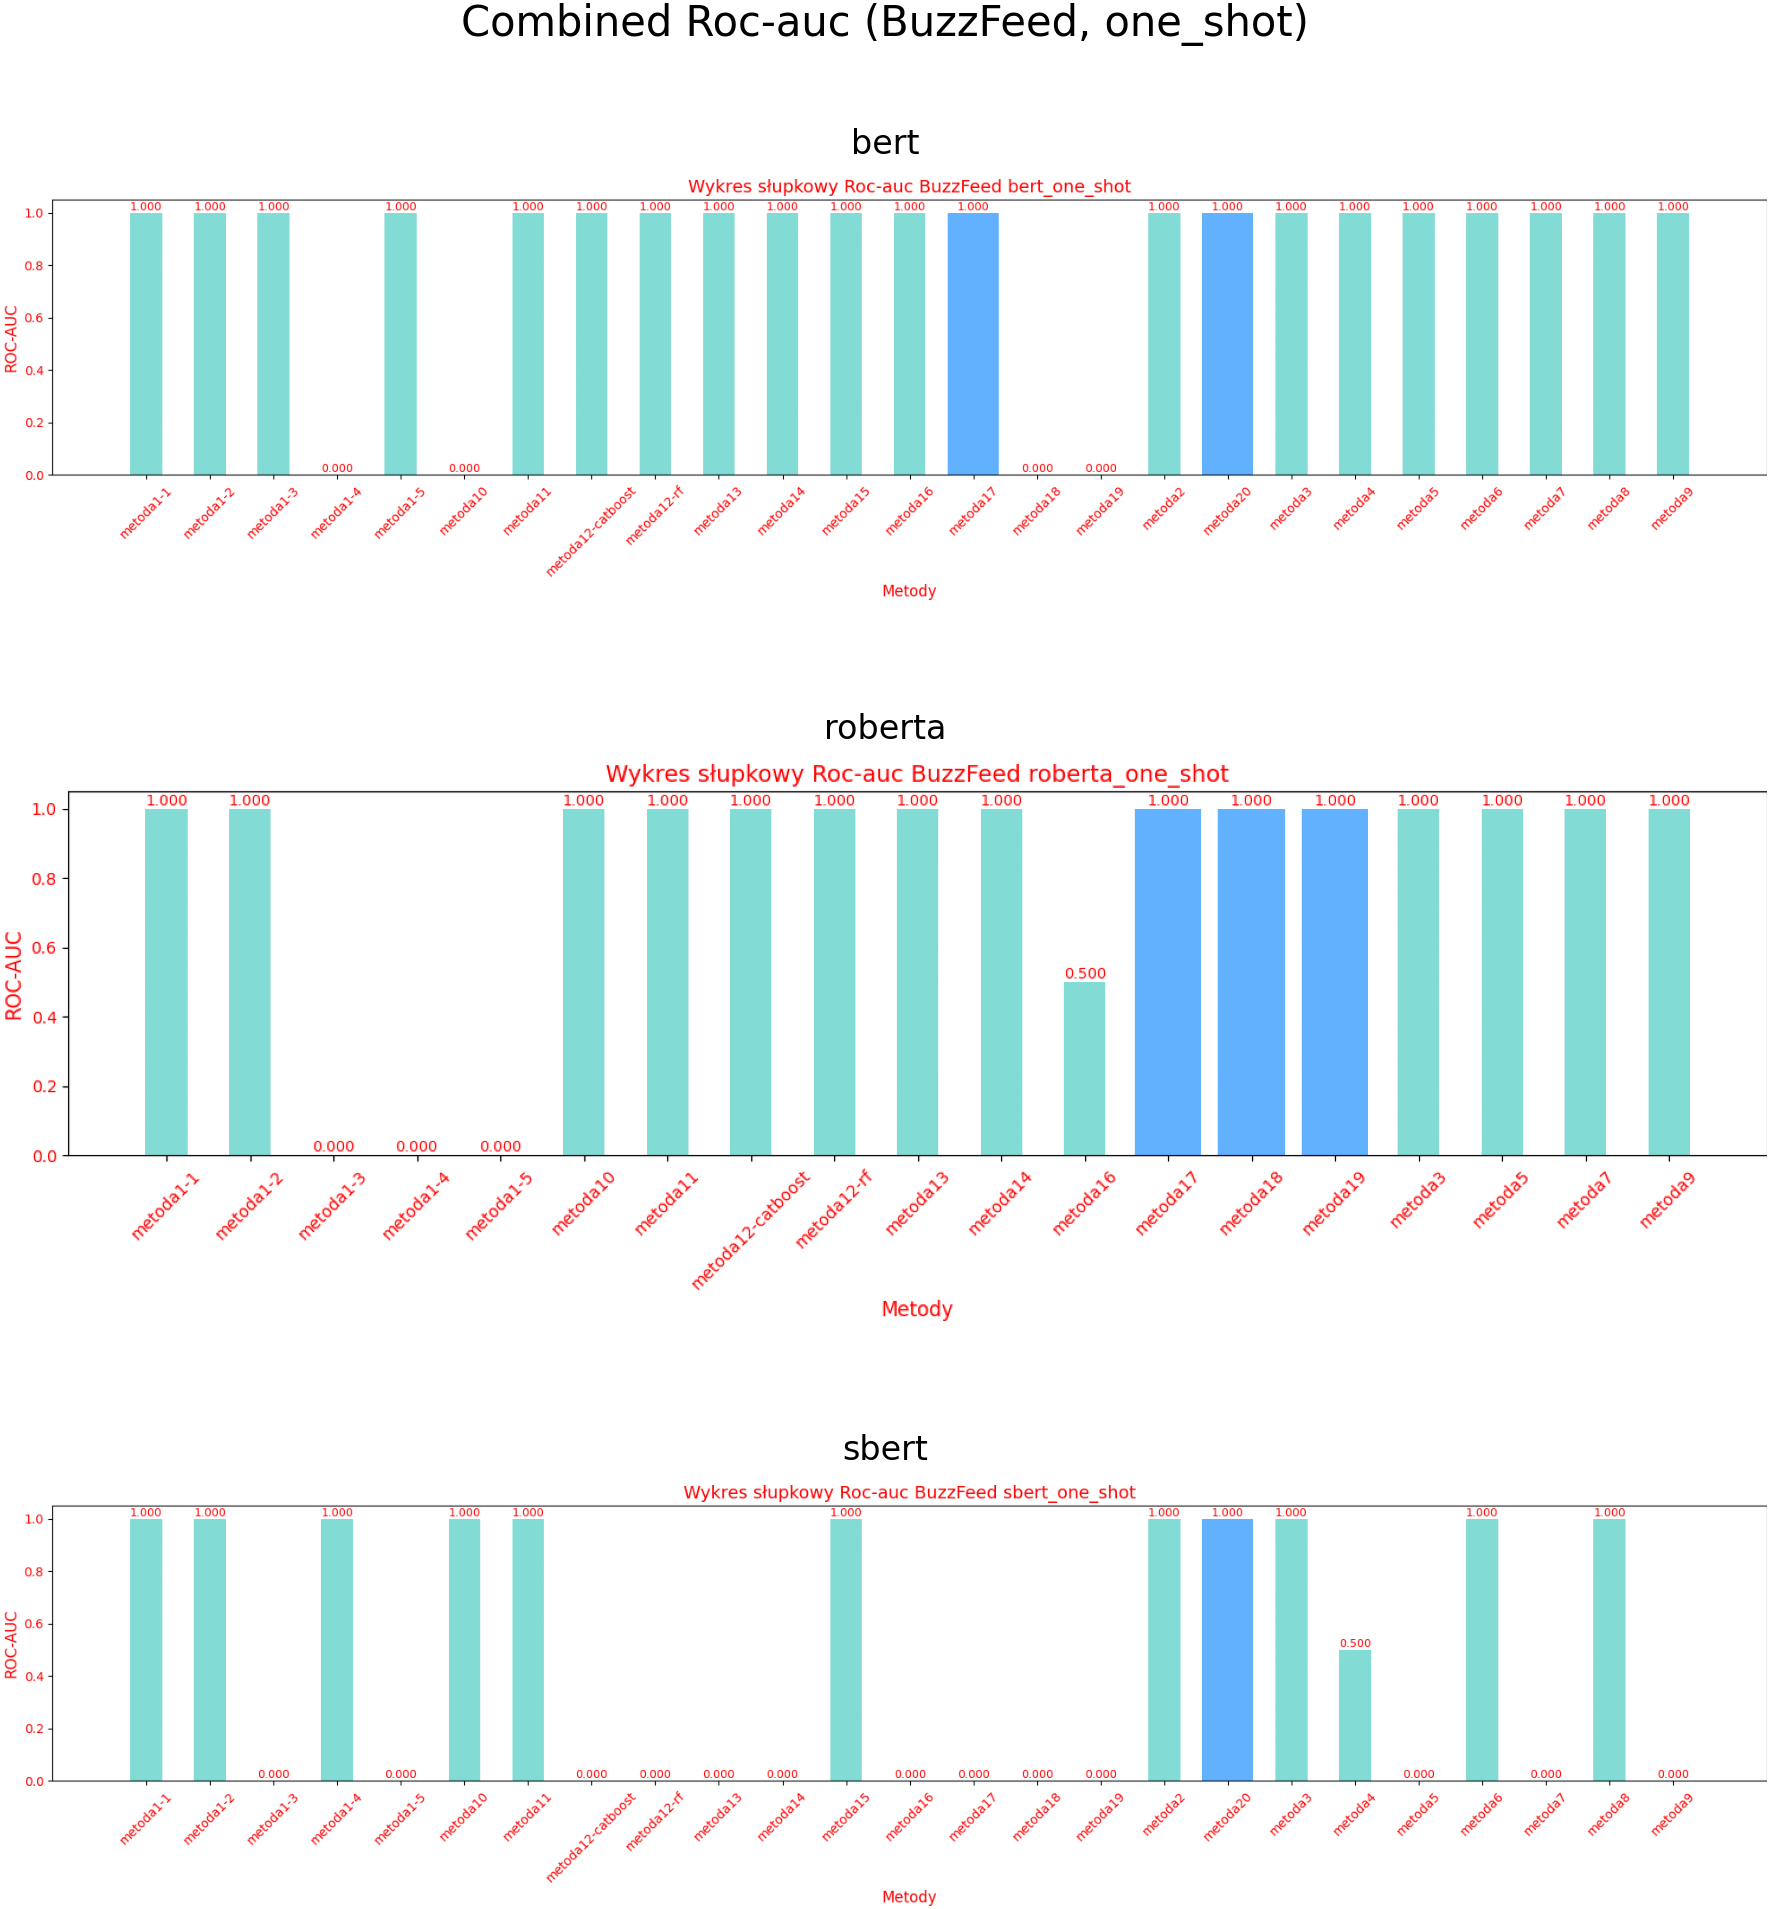 Combined Roc-auc (BuzzFeed, one_shot)
bert
Wykres słupkowy Roc-auc BuzzFeed bert_one_shot
1.000 1.000 1.000 0.000 1.000 0.000 1.000 1.000 1.000 1.000 1.000 1.000 1.000 1.000 0.000 0.000 1.000 1.000 1.000 1.000 1.000 1.000 1.000 1.000 1.000
1.0
0.8
0.6
0.4
0.2
0.0
ROC-AUC
metoda1-1 metoda1-2 metoda1-3 metoda1-4 metoda1-5 metoda10 metoda11 metoda12-catboost metoda12-rf metoda13 metoda14 metoda15 metoda16 metoda17 metoda18 metoda19 metoda2 metoda20 metoda3 metoda4 metoda5 metoda6 metoda7 metoda8 metoda9
Metody
roberta
Wykres słupkowy Roc-auc BuzzFeed roberta_one_shot
1.000 1.000 0.000 0.000 0.000 1.000 1.000 1.000 1.000 1.000 1.000 0.500 1.000 1.000 1.000 1.000 1.000 1.000 1.000
1.0
0.8
0.6
0.4
0.2
0.0
ROC-AUC
metoda1-1 metoda1-2 metoda1-3 metoda1-4 metoda1-5 metoda10 metoda11 metoda12-catboost metoda12-rf metoda13 metoda14 metoda16 metoda17 metoda18 metoda19 metoda3 metoda5 metoda7 metoda9
Metody
sbert
Wykres słupkowy Roc-auc BuzzFeed sbert_one_shot
1.000 1.000 0.000 1.000 0.000 1.000 1.000 0.000 0.000 0.000 0.000 1.000 0.000 0.000 0.000 0.000 1.000 1.000 1.000 0.500 0.000 1.000 0.000 1.000 0.000
1.0
0.8
0.6
0.4
0.2
0.0
ROC-AUC
metoda1-1 metoda1-2 metoda1-3 metoda1-4 metoda1-5 metoda10 metoda11 metoda12-catboost metoda12-rf metoda13 metoda14 metoda15 metoda16 metoda17 metoda18 metoda19 metoda2 metoda20 metoda3 metoda4 metoda5 metoda6 metoda7 metoda8 metoda9
Metody